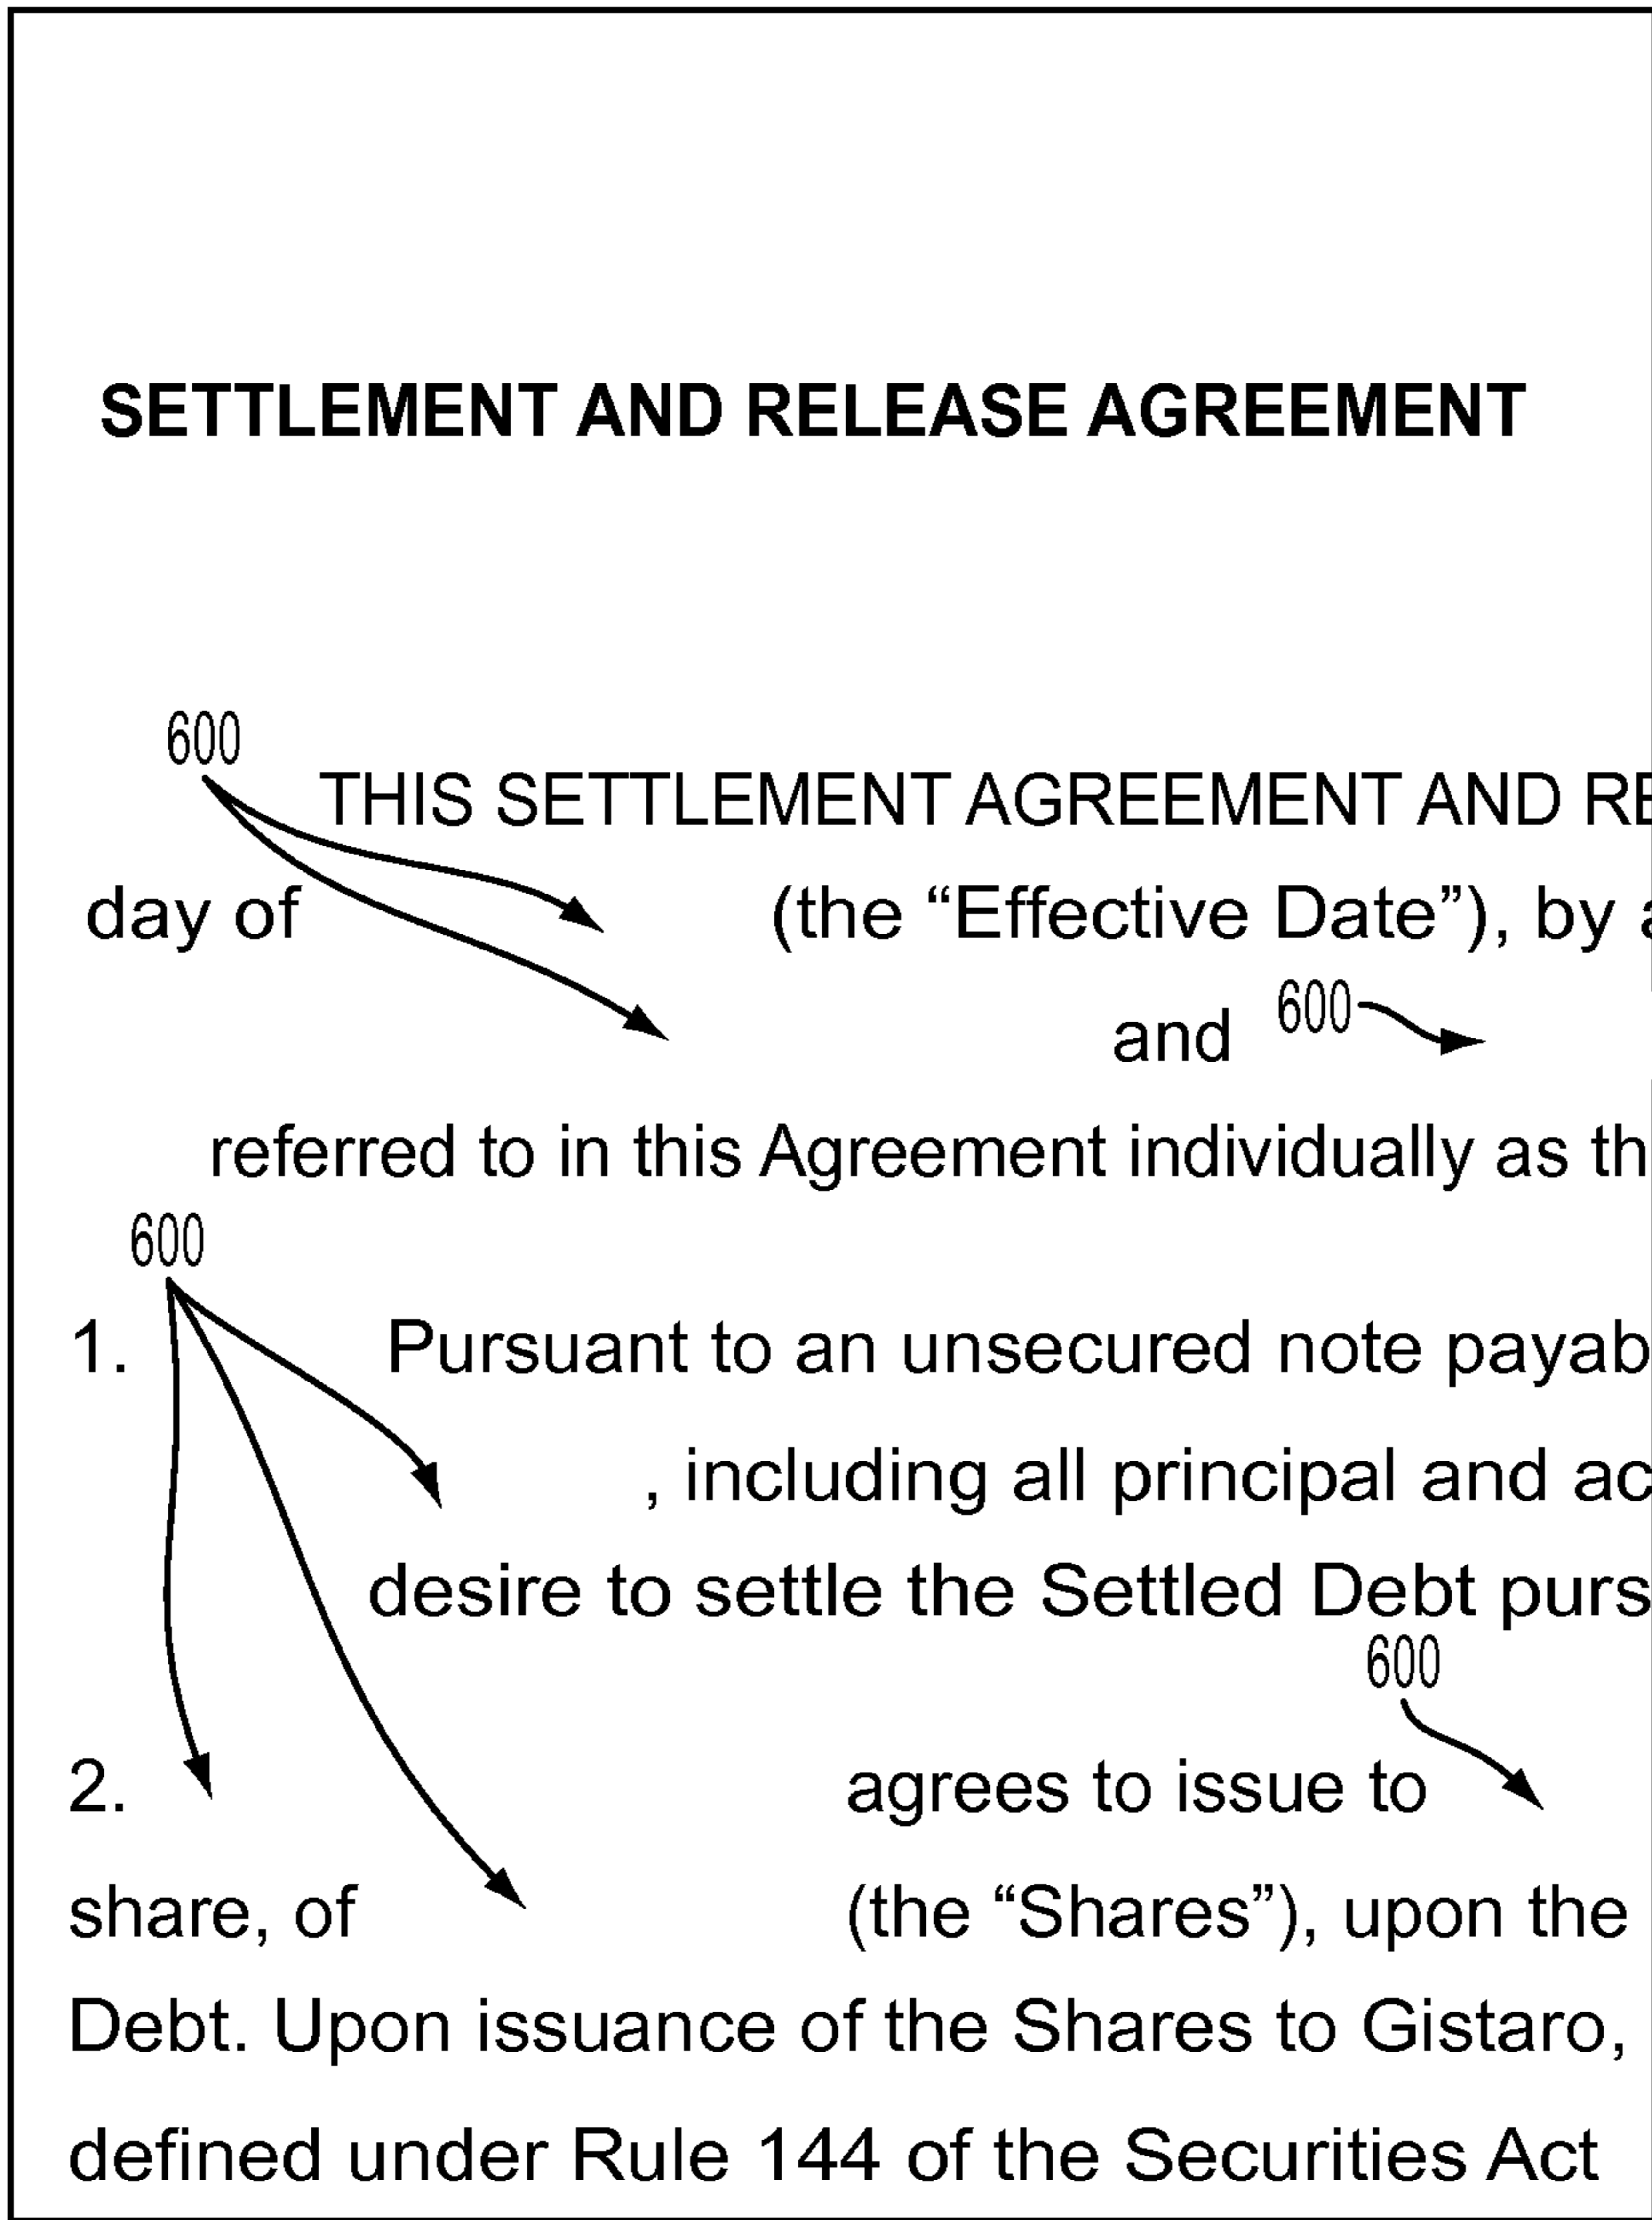 SETTLEMENT AND RELEASE AGREEMENT
600
THIS SETTLEMENT AGREEMENT AND RE
day of (the “Effective Date”), by a
and 600
referred to in this Agreement individually as th
600
1. Pursuant to an unsecured note payab
, including all principal and ac
desire to settle the Settled Debt purs
600
2. agrees to issue to
share, of (the “Shares”), upon the
Debt. Upon issuance of the Shares to Gistaro,
defined under Rule 144 of the Securities Act